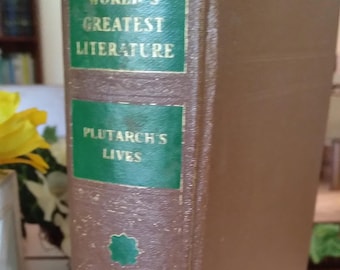 WORLD'S
GREATEST
LITERATURE
PLUTARCH'S
LIVES